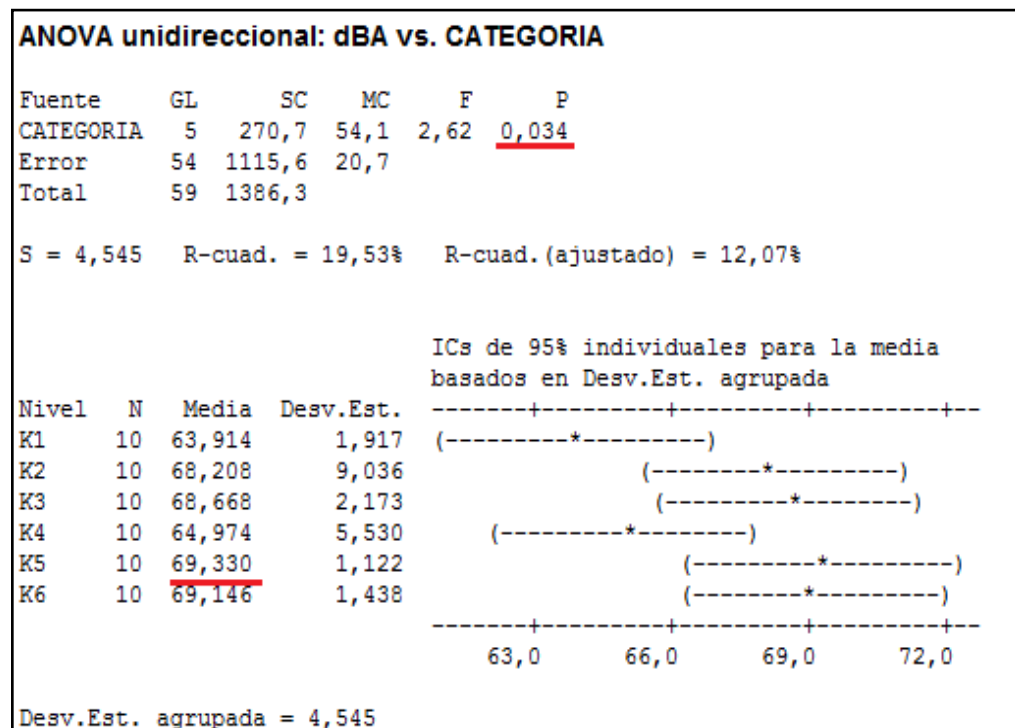 ANOVA unidireccional: dBA vs. CATEGORIA
Fuente GL SC MC F P
CATEGORIA 5 270,7 54,1 2,62 0,034
Error 54 1115,6 20,7
Total 59 1386,3
S = 4,545 R-cuad. = 19,53% R-cuad.(ajustado) = 12,07%
ICs de 95% individuales para la media
basados en Desv.Est. agrupada
Nivel N Media Desv.Est. -------+---------+---------+---------+--
K1 10 63,914 1,917 (---------*---------)
K2 10 68,208 9,036 (--------*---------)
K3 10 68,668 2,173 (---------*--------)
K4 10 64,974 5,530 (---------*--------)
K5 10 69,330 1,122 (---------*---------)
K6 10 69,146 1,438 (--------*---------)
-------+---------+---------+---------+--
63,0 66,0 69,0 72,0
Desv.Est. agrupada = 4,545